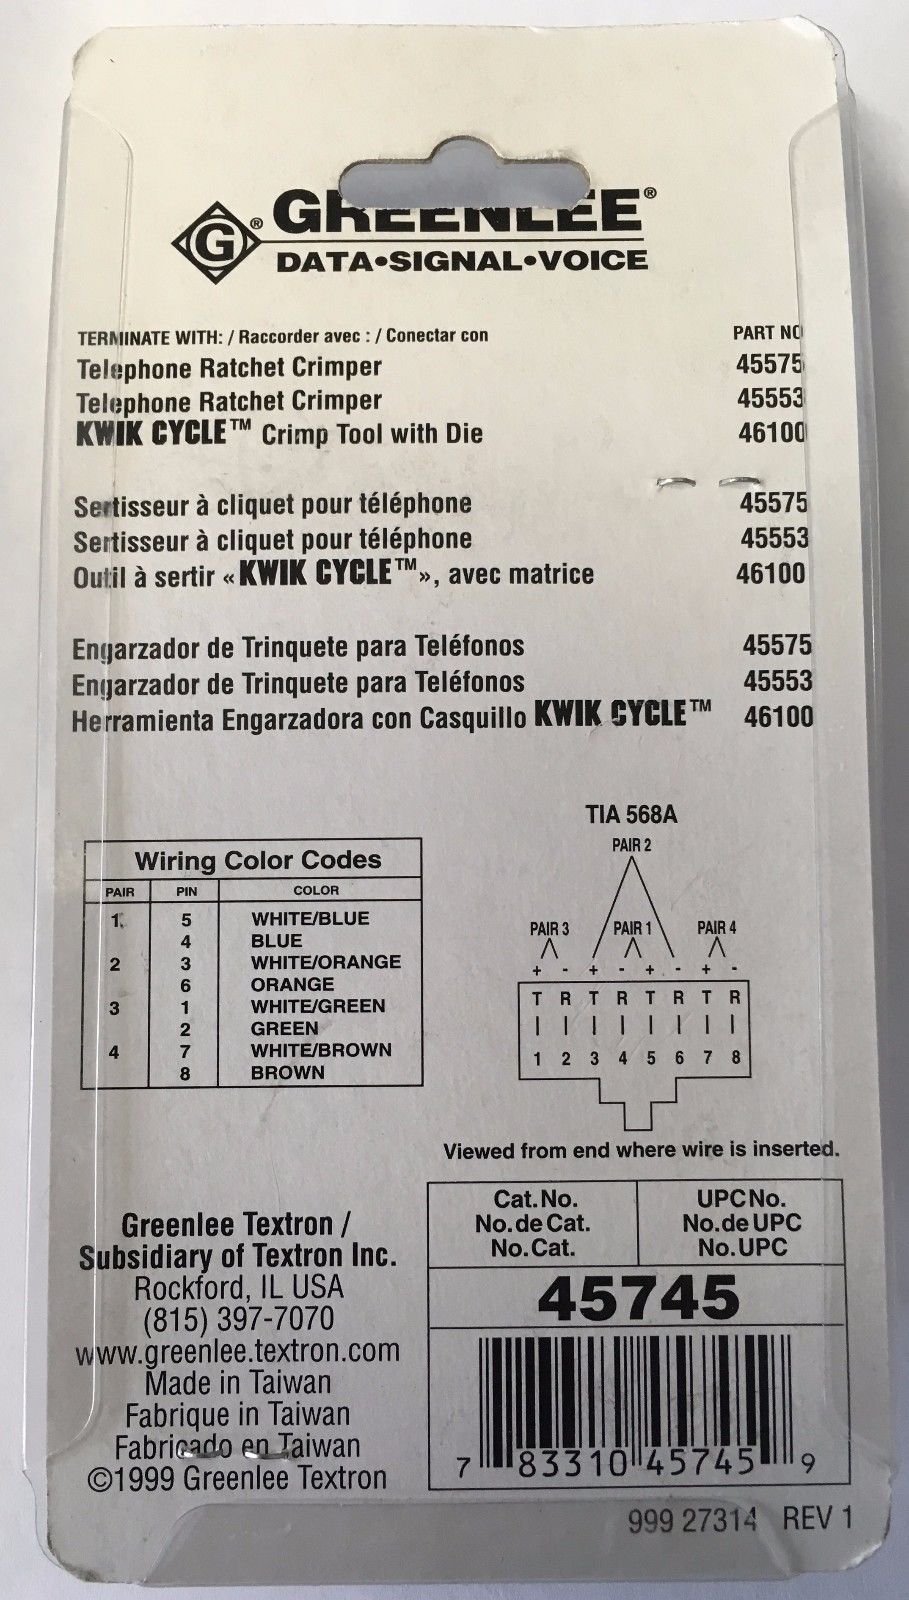 G® GREENLEE®
DATA•SIGNAL•VOICE
TERMINATE WITH: / Raccorder avec : / Conectar con PART NO
Telephone Ratchet Crimper 45575
Telephone Ratchet Crimper 45553
KWIK CYCLE™ Crimp Tool with Die 46100
Sertisseur à cliquet pour téléphone 45575
Sertisseur à cliquet pour téléphone 45553
Outil à sertir «KWIK CYCLE™», avec matrice 46100
Engarzador de Trinquete para Teléfonos 45575
Engarzador de Trinquete para Teléfonos 45553
Herramienta Engarzadora con Casquillo KWIK CYCLE™ 46100
Wiring Color Codes
PAIR PIN COLOR
1 5 WHITE/BLUE
4 BLUE
2 3 WHITE/ORANGE
6 ORANGE
3 1 WHITE/GREEN
2 GREEN
4 7 WHITE/BROWN
8 BROWN
TIA 568A
PAIR 2
PAIR 3 PAIR 1 PAIR 4
+ - + - + - + -
T R T R T R T R
1 2 3 4 5 6 7 8
Viewed from end where wire is inserted.
Greenlee Textron /
Subsidiary of Textron Inc.
Rockford, IL USA
(815) 397-7070
www.greenlee.textron.com
Made in Taiwan
Fabrique in Taiwan
Fabricado en Taiwan
©1999 Greenlee Textron
Cat. No. UPC No.
No. de Cat. No. de UPC
No. Cat. No. UPC
45745
7 83310 45745 9
999 27314 REV 1